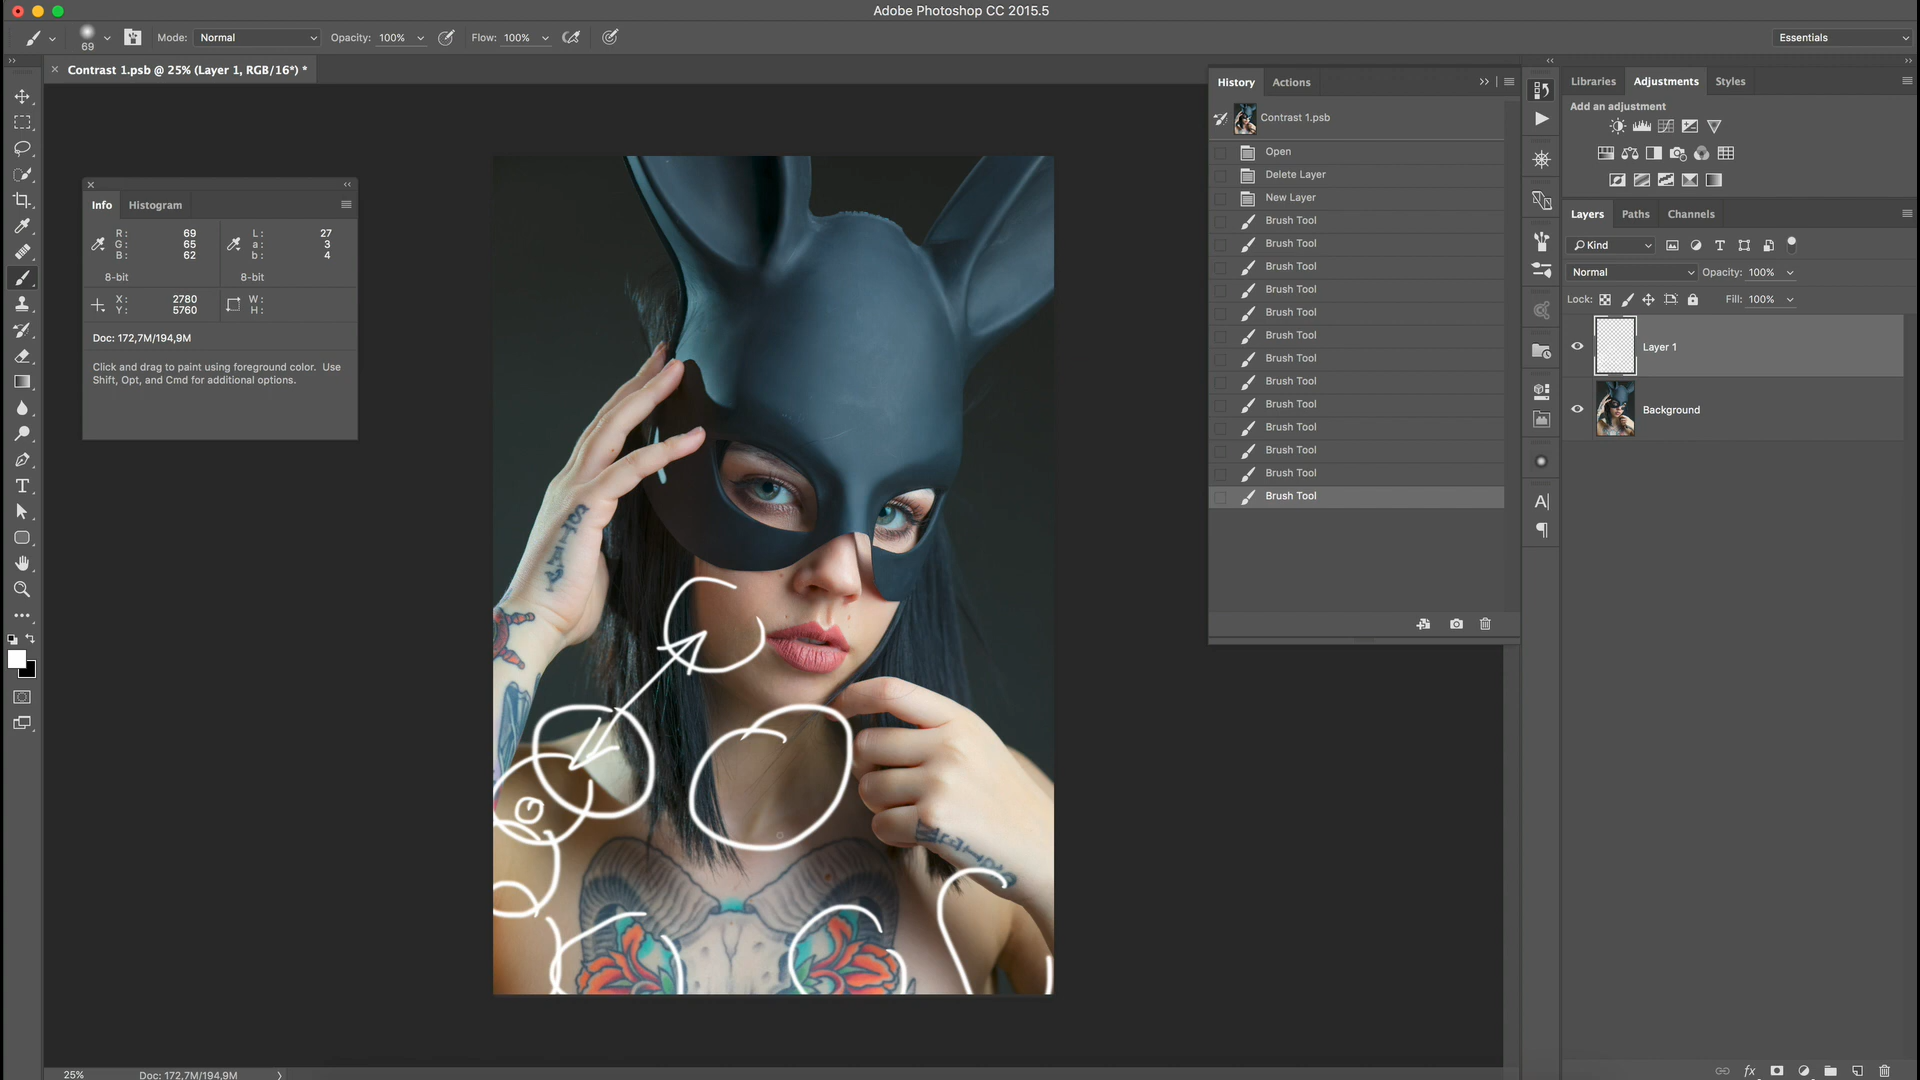 Adobe Photoshop CC 2015.5
69
Mode: Normal
Opacity: 100%
Flow: 100%
Essentials
× Contrast 1.psb @ 25% (Layer 1, RGB/16*) *
Info
Histogram
R: 69
G: 65
B: 62
8-bit
L: 27
a: 3
b: 4
8-bit
X: 2780
Y: 5760
W:
H:
Doc: 172,7M/194,9M
Click and drag to paint using foreground color. Use
Shift, Opt, and Cmd for additional options.
History
Actions
Contrast 1.psb
Open
Delete Layer
New Layer
Brush Tool
Brush Tool
Brush Tool
Brush Tool
Brush Tool
Brush Tool
Brush Tool
Brush Tool
Brush Tool
Brush Tool
Brush Tool
Brush Tool
Brush Tool
Libraries
Adjustments
Styles
Add an adjustment
Layers
Paths
Channels
Kind
Normal
Opacity: 100%
Lock:
Fill: 100%
Layer 1
Background
25%
Doc: 172,7M/194,9M